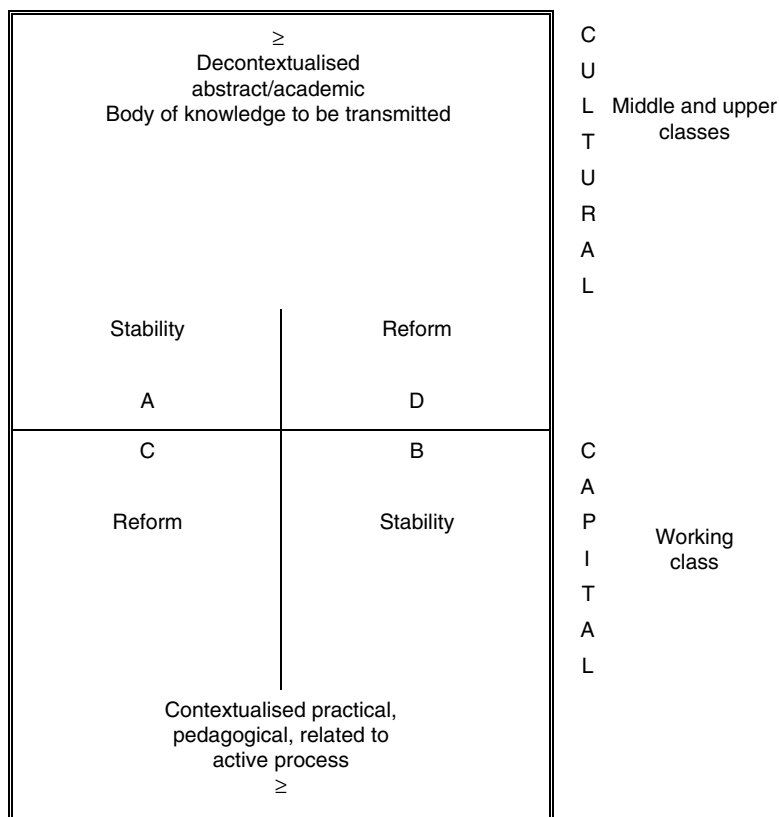 ≥
Decontextualised
abstract/academic
Body of knowledge to be transmitted
Stability
Reform
A
D
C
B
Reform
Stability
Contextualised practical,
pedagogical, related to
active process
≥
C
U
L
T
U
R
A
L
Middle and upper
classes
C
A
P
I
T
A
L
Working
class